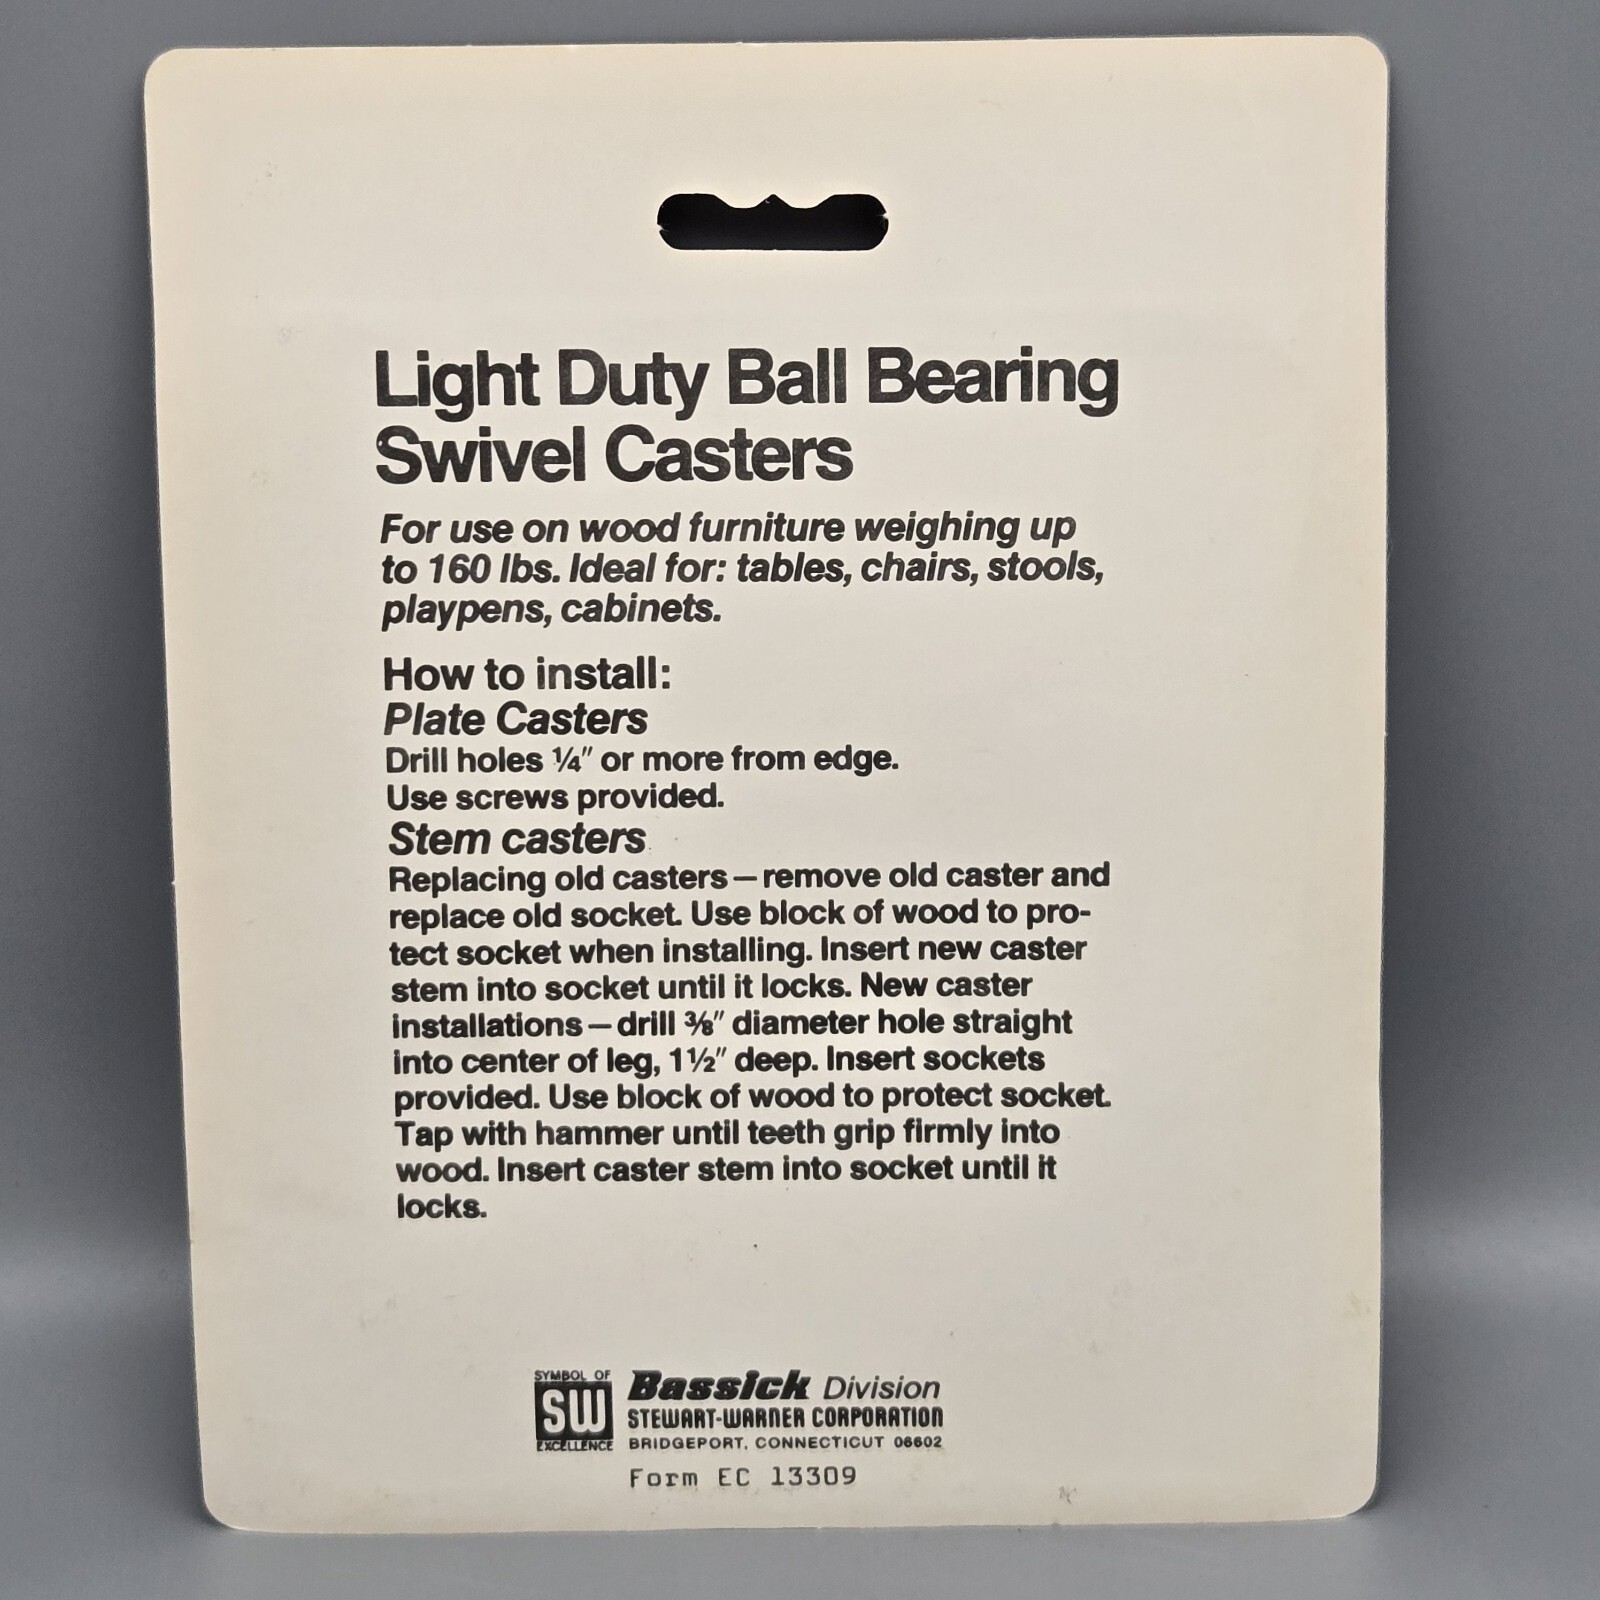 Light Duty Ball Bearing
Swivel Casters
For use on wood furniture weighing up
to 160 lbs. Ideal for: tables, chairs, stools,
playpens, cabinets.
How to install:
Plate Casters
Drill holes ¼″ or more from edge.
Use screws provided.
Stem casters
Replacing old casters — remove old caster and
replace old socket. Use block of wood to pro-
tect socket when installing. Insert new caster
stem into socket until it locks. New caster
installations — drill ⅜″ diameter hole straight
into center of leg, 1½″ deep. Insert sockets
provided. Use block of wood to protect socket.
Tap with hammer until teeth grip firmly into
wood. Insert caster stem into socket until it
locks.
SYMBOL OF
SW
EXCELLENCE
Bassick Division
STEWART-WARNER CORPORATION
BRIDGEPORT, CONNECTICUT 06602
Form EC 13309